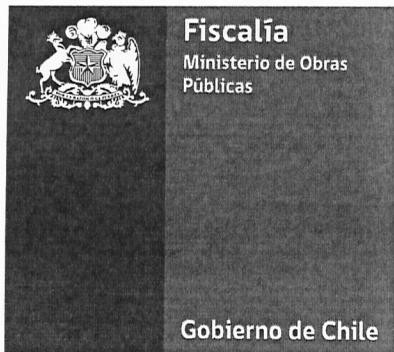 Fiscalía
Ministerio de Obras
Públicas
Gobierno de Chile